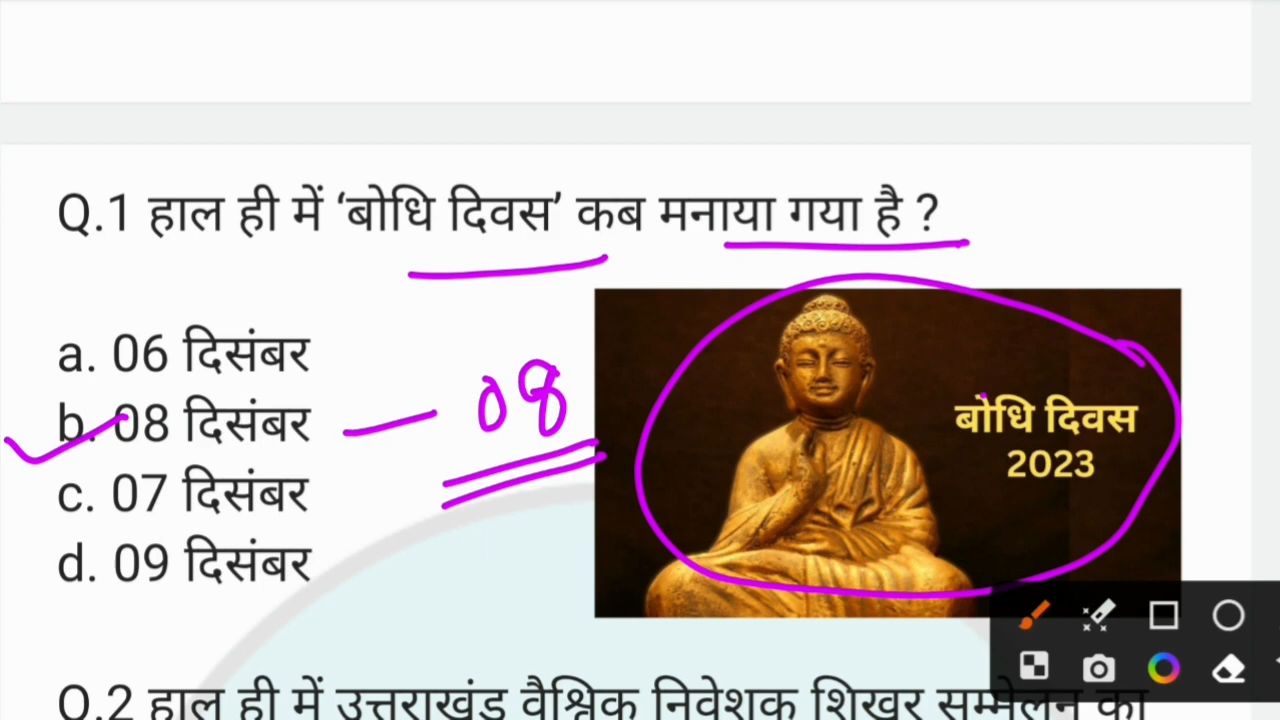 Q.1 हाल ही में ‘बोधि दिवस’ कब मनाया गया है ?
a. 06 दिसंबर
b. 08 दिसंबर
08
c. 07 दिसंबर
d. 09 दिसंबर
बोधि दिवस
2023
Q.2 हाल ही में उत्तराखंड वैश्विक निवेशक शिखर सम्मेलन का